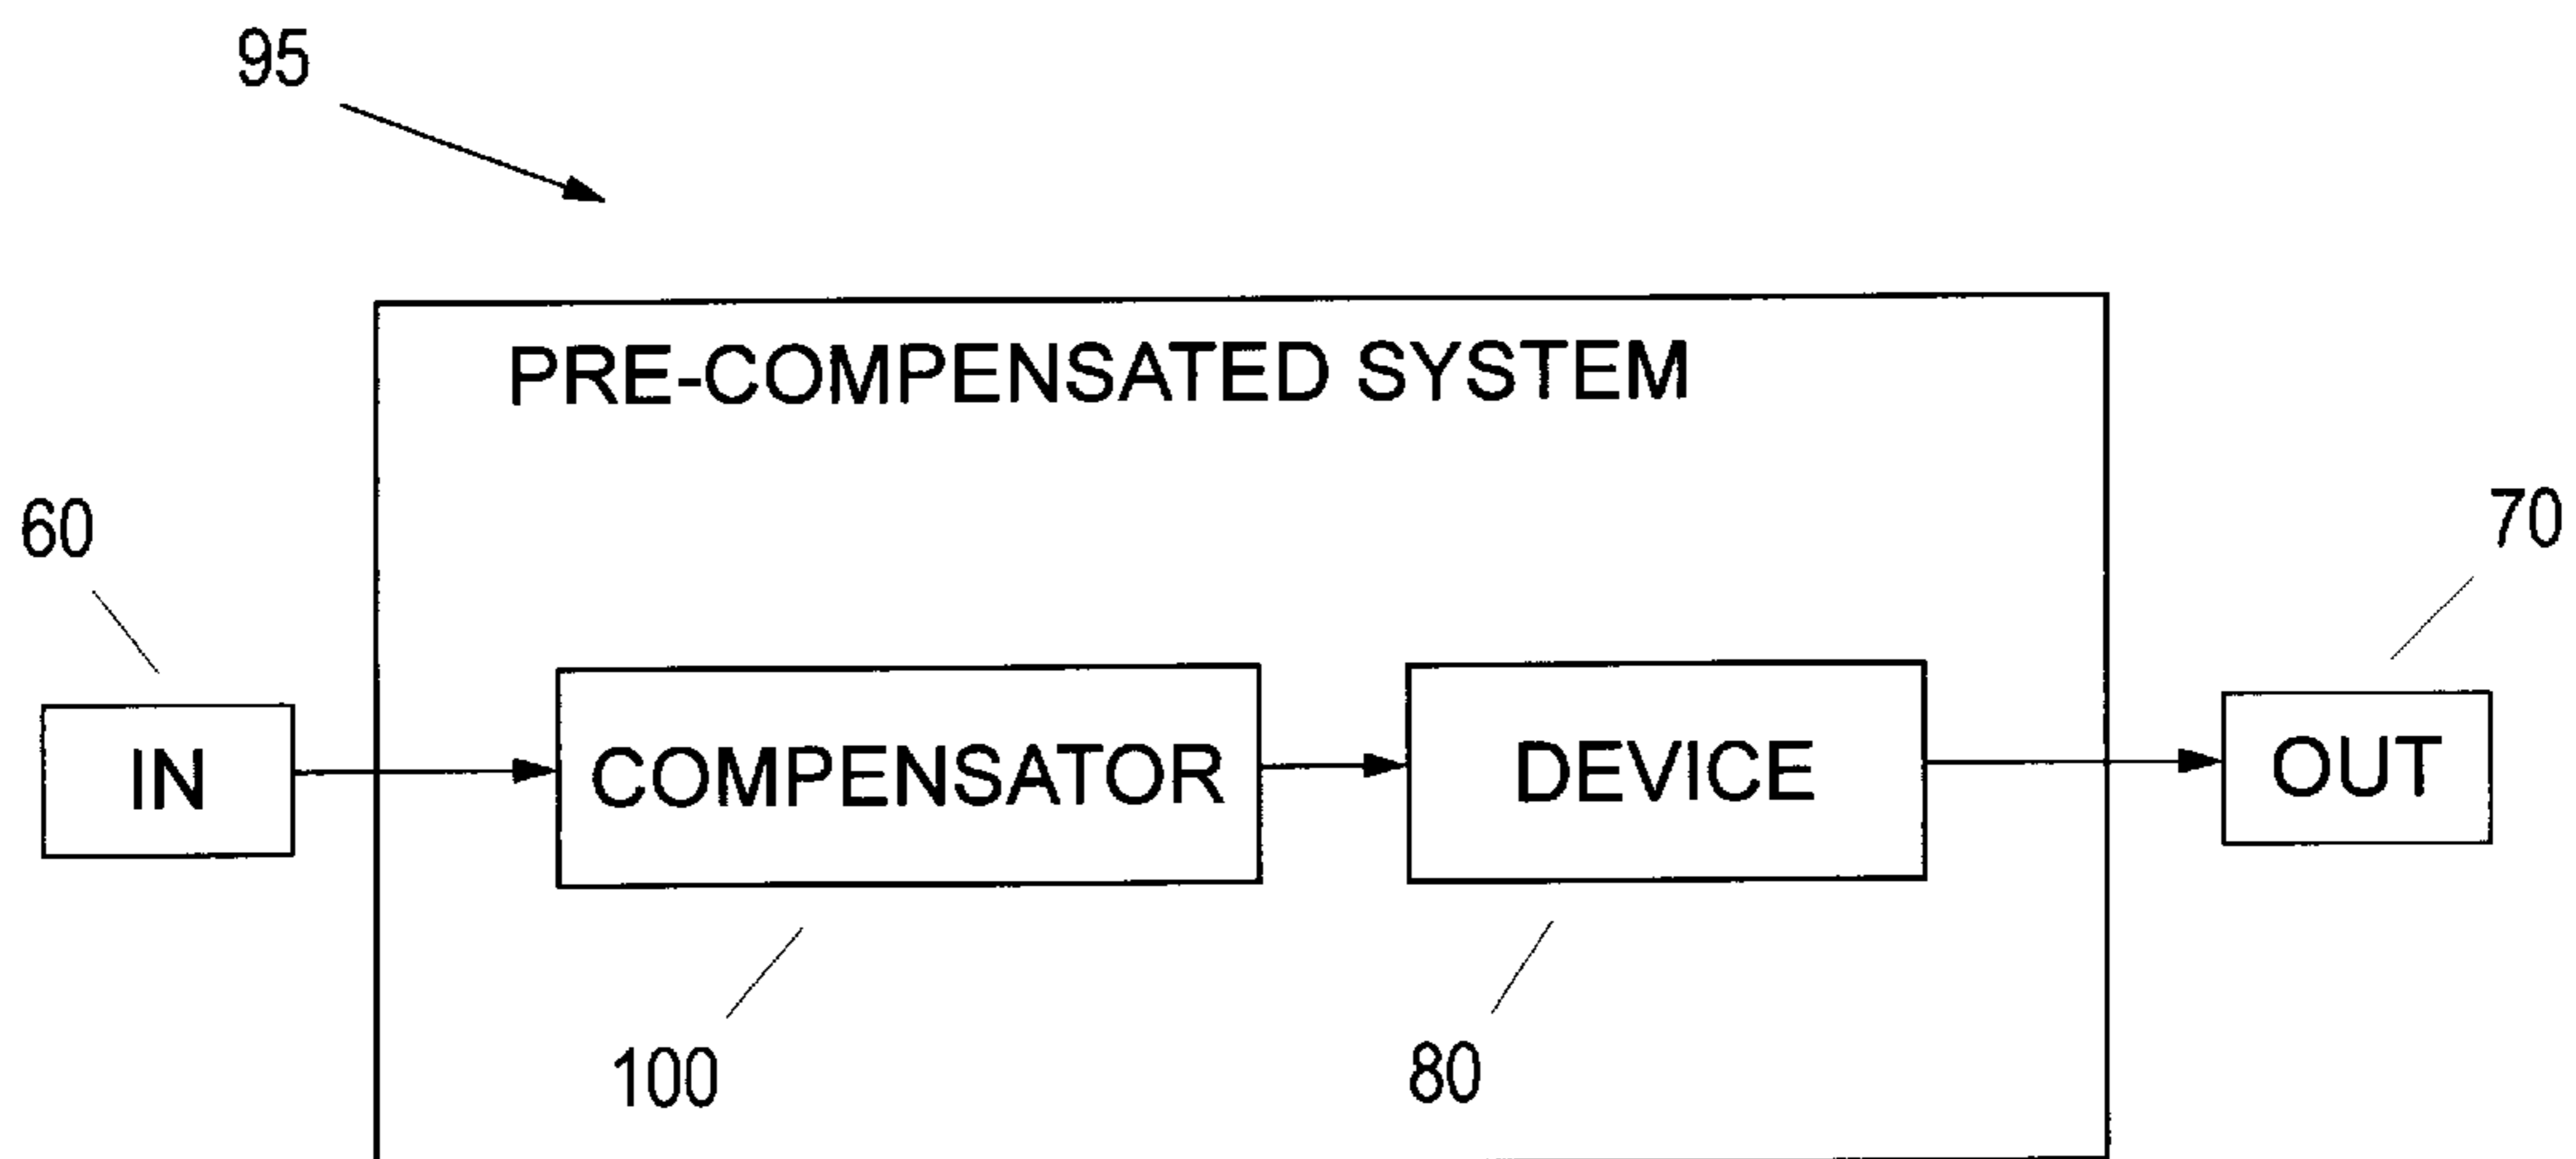 95
PRE-COMPENSATED SYSTEM
60
70
IN
COMPENSATOR
DEVICE
OUT
100
80